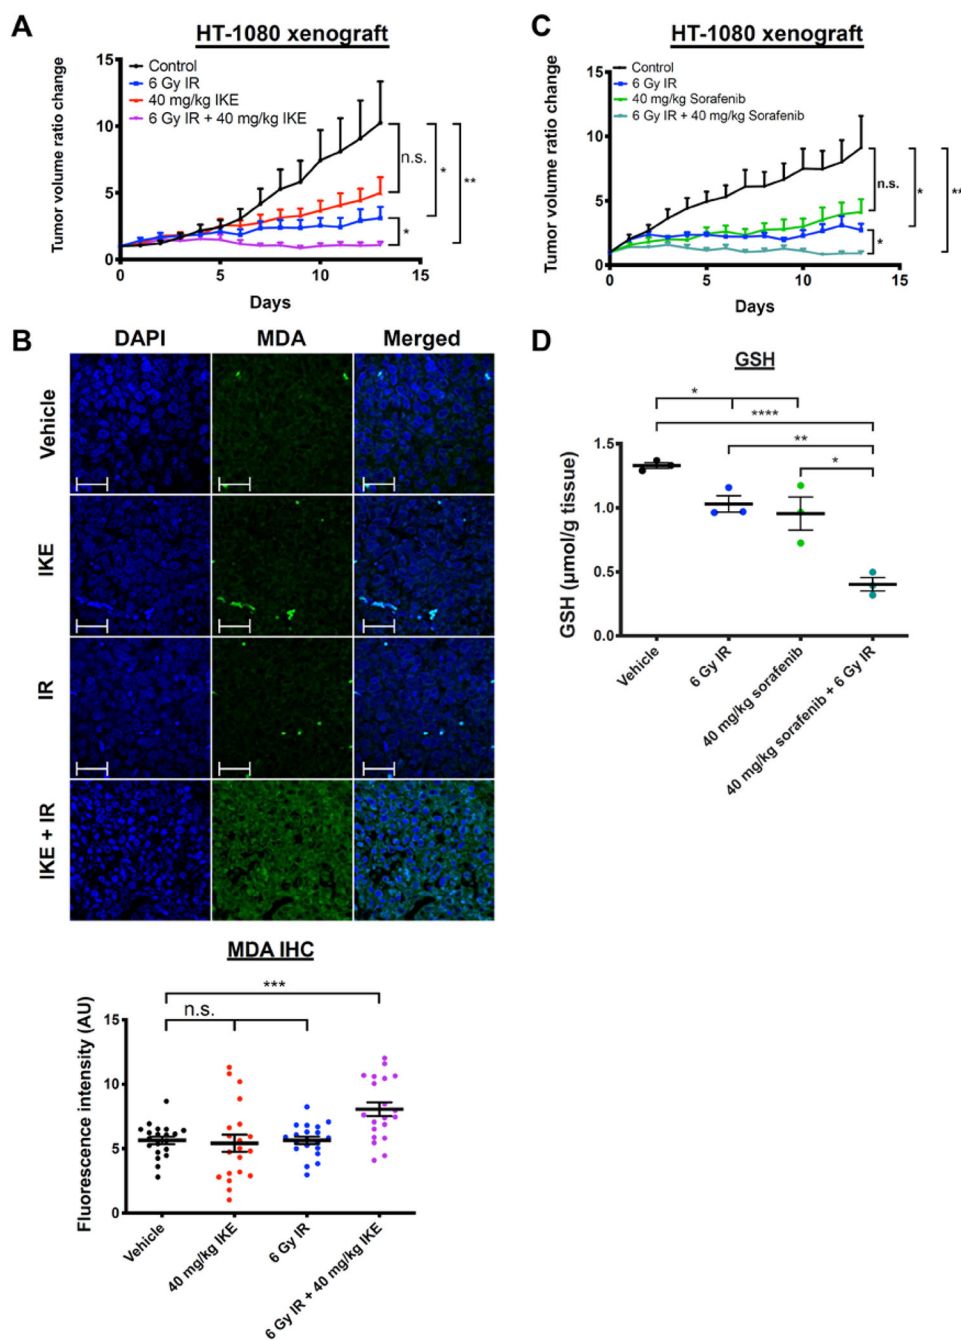 A
HT-1080 xenograft
Control
6 Gy IR
40 mg/kg IKE
6 Gy IR + 40 mg/kg IKE
Tumor volume ratio change
15
10
5
0
0
5
10
15
Days
n.s.
*
**
*
C
HT-1080 xenograft
Control
6 Gy IR
40 mg/kg Sorafenib
6 Gy IR + 40 mg/kg Sorafenib
Tumor volume ratio change
15
10
5
0
0
5
10
15
Days
n.s.
*
**
*
B
DAPI MDA Merged
Vehicle
IKE
IR
IKE + IR
MDA IHC
***
n.s.
Fluorescence intensity (AU)
15
10
5
0
Vehicle
40 mg/kg IKE
6 Gy IR
6 Gy IR + 40 mg/kg IKE
D
GSH
*
****
**
*
GSH (µmol/g tissue)
1.5
1.0
0.5
0.0
Vehicle
6 Gy IR
40 mg/kg sorafenib
40 mg/kg sorafenib + 6 Gy IR